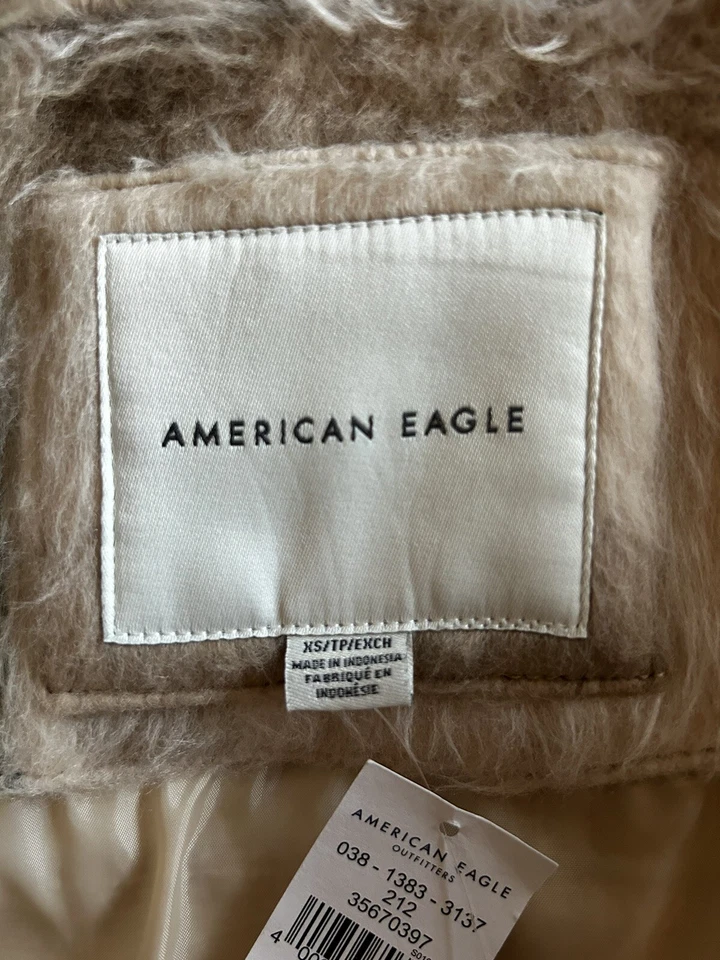 AMERICAN EAGLE
XS/TP/EXCH
MADE IN INDONESIA
FABRIQUÉ EN
INDONÉSIE
AMERICAN EAGLE
OUTFITTERS
038 - 1383 - 3137
212
35670397